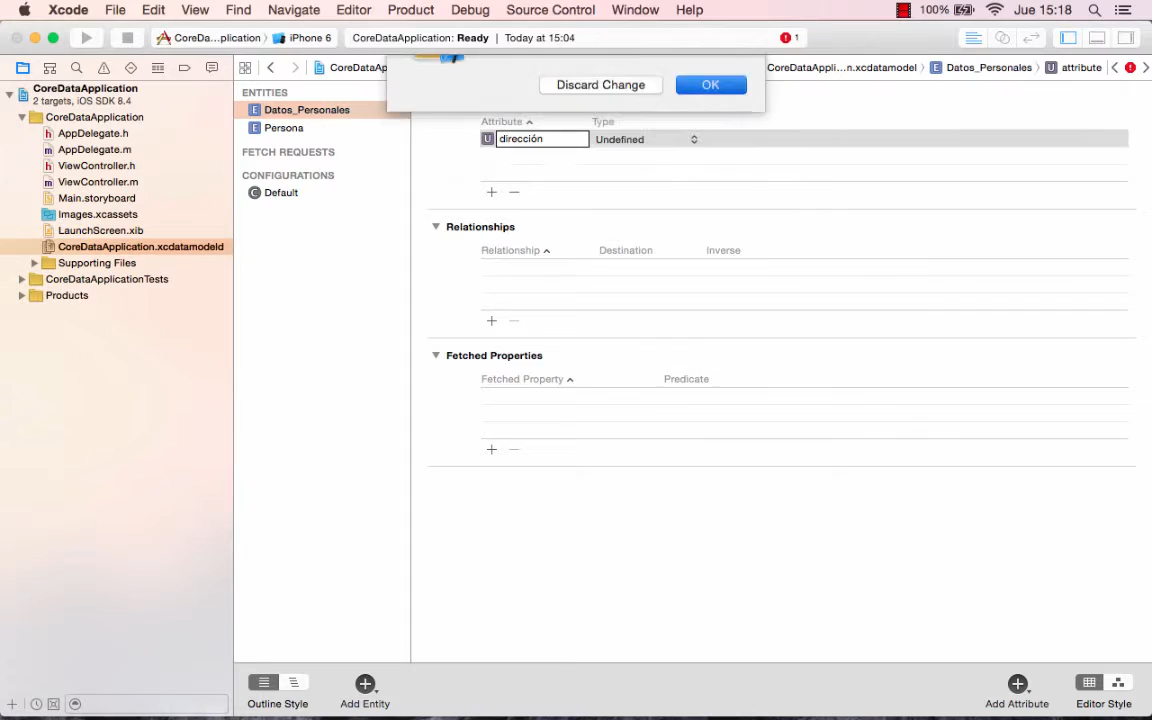 Xcode File Edit View Find Navigate Editor Product Debug Source Control Window Help 100% Jue 15:18
CoreDa...pplication iPhone 6 CoreDataApplication: Ready Today at 15:04 1
CoreDataAp CoreDataAppli...n.xcdatamodel E Datos_Personales U attribute
Discard Change OK
CoreDataApplication
2 targets, iOS SDK 8.4
CoreDataApplication
h AppDelegate.h
m AppDelegate.m
h ViewController.h
m ViewController.m
Main.storyboard
Images.xcassets
LaunchScreen.xib
CoreDataApplication.xcdatamodeld
Supporting Files
CoreDataApplicationTests
Products
ENTITIES
E Datos_Personales
E Persona
FETCH REQUESTS
CONFIGURATIONS
C Default
Attribute Type
U dirección Undefined
Relationships
Relationship Destination Inverse
Fetched Properties
Fetched Property Predicate
Outline Style Add Entity Add Attribute Editor Style